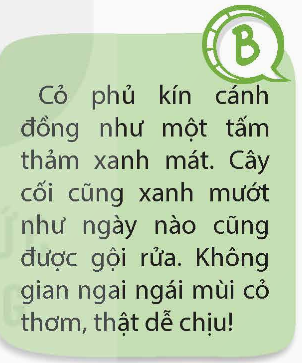 B
Cỏ phủ kín cánh
đồng như một tấm
thảm xanh mát. Cây
cối cũng xanh mướt
như ngày nào cũng
được gội rửa. Không
gian ngai ngái mùi cỏ
thơm, thật dễ chịu!